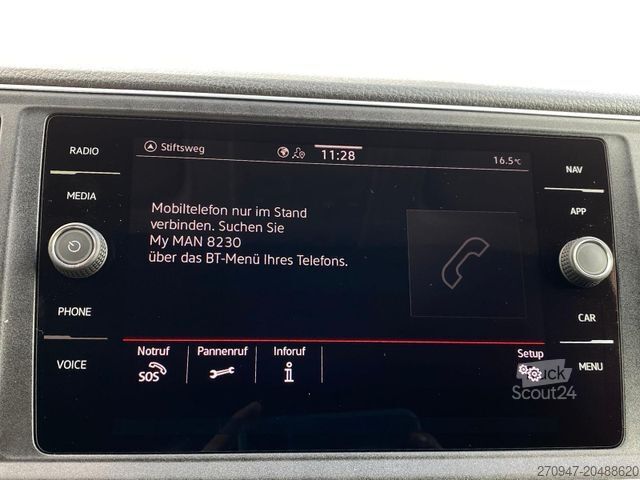 RADIO
MEDIA
PHONE
VOICE
Stiftsweg
11:28
16.5°C
Mobiltelefon nur im Stand
verbinden. Suchen Sie
My MAN 8230
über das BT-Menü Ihres Telefons.
Notruf
SOS
Pannenruf
Inforuf
Setup
NAV
APP
CAR
MENU
Scout24
270947-20488620